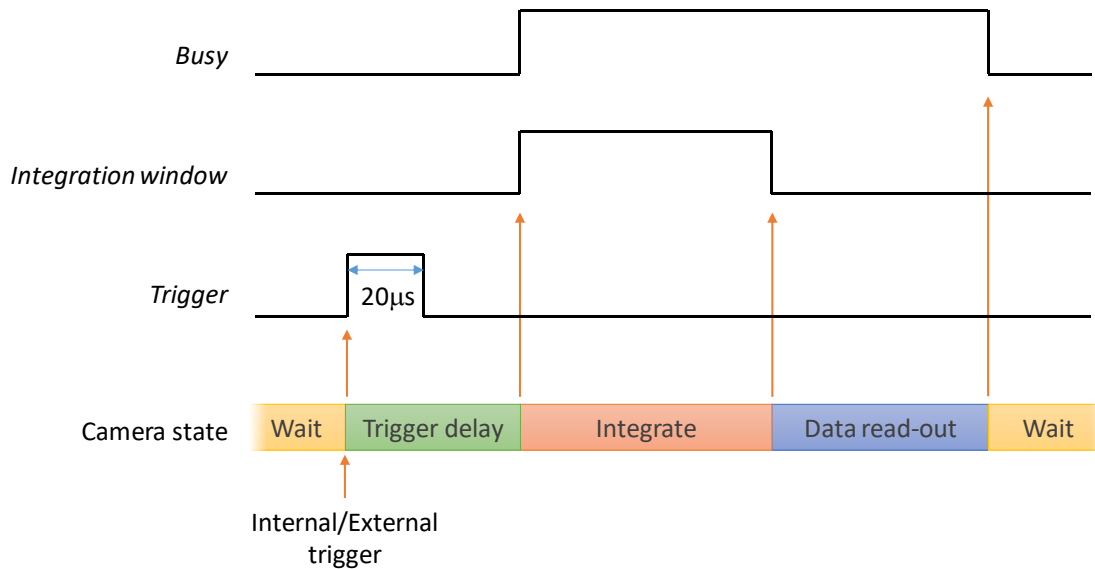 Busy
Integration window
Trigger
20μs
Camera state
Wait
Trigger delay
Integrate
Data read-out
Wait
Internal/External
trigger